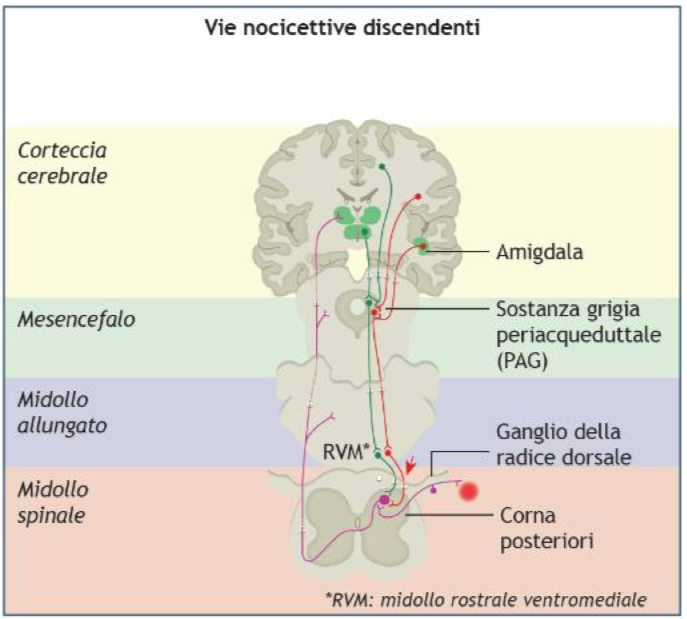 Vie nocicettive discendenti
Corteccia
cerebrale
Amigdala
Mesencefalo
Sostanza grigia
periacqueduttale
(PAG)
Midollo
allungato
RVM*
Ganglio della
radice dorsale
Midollo
spinale
Corna
posteriori
*RVM: midollo rostrale ventromediale